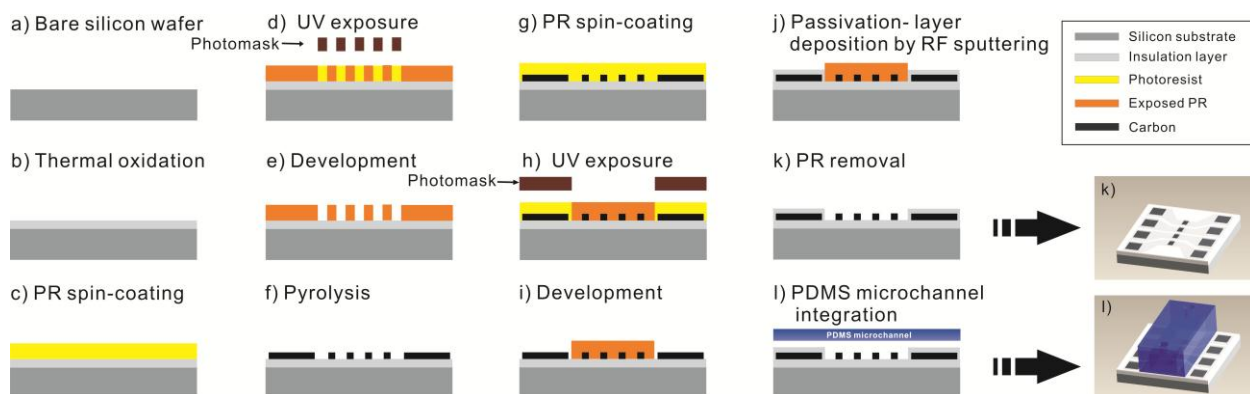 a) Bare silicon wafer
b) Thermal oxidation
c) PR spin-coating
d) UV exposure
Photomask
e) Development
f) Pyrolysis
g) PR spin-coating
h) UV exposure
Photomask
i) Development
j) Passivation- layer
deposition by RF sputtering
k) PR removal
l) PDMS microchannel
integration
PDMS microchannel
Silicon substrate
Insulation layer
Photoresist
Exposed PR
Carbon
k)
l)